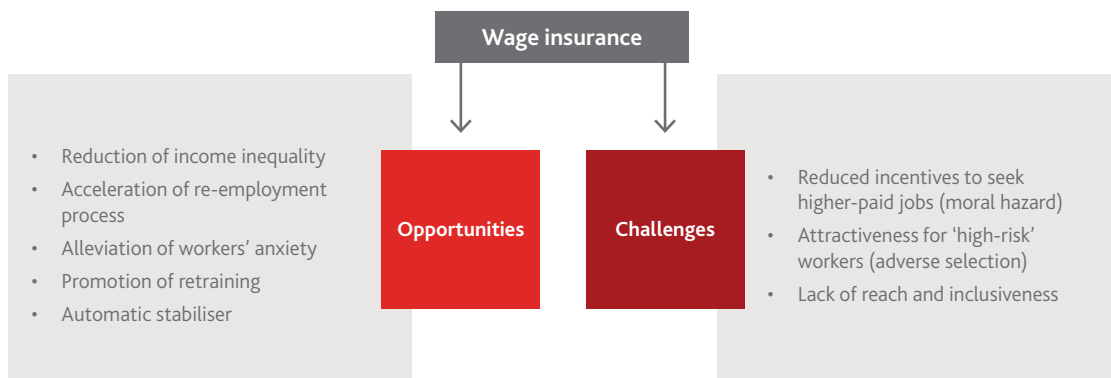 Wage insurance
• Reduction of income inequality
• Acceleration of re-employment
process
• Alleviation of workers’ anxiety
• Promotion of retraining
• Automatic stabiliser
Opportunities
Challenges
• Reduced incentives to seek
higher-paid jobs (moral hazard)
• Attractiveness for ‘high-risk’
workers (adverse selection)
• Lack of reach and inclusiveness